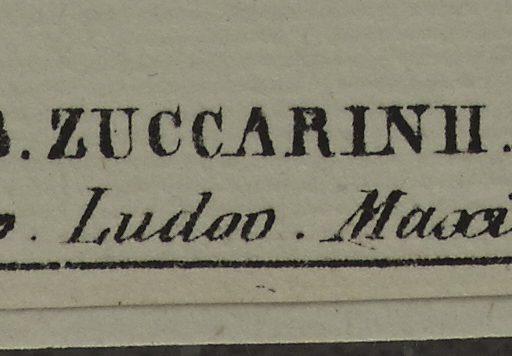 . ZUCCARINII.
. Ludov. Maxi